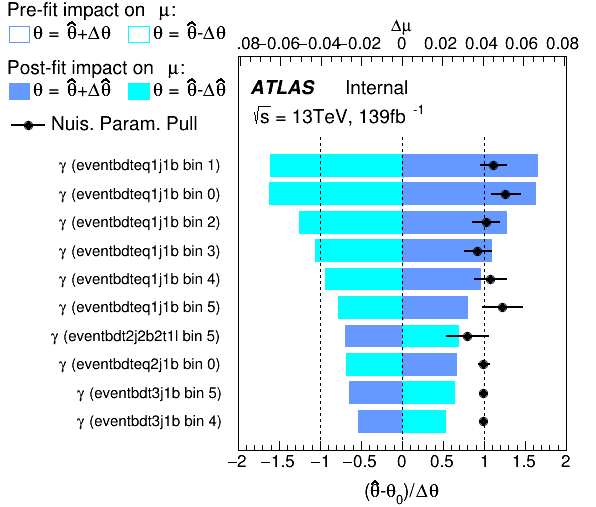 Pre-fit impact on μ:
θ = θ̂+Δθ θ = θ̂-Δθ
Post-fit impact on μ:
θ = θ̂+Δθ̂ θ = θ̂-Δθ̂
Nuis. Param. Pull
Δμ
.08 −0.06 −0.04 −0.02 0 0.02 0.04 0.06 0.08
ATLAS Internal
√s = 13TeV, 139fb -1
γ (eventbdteq1j1b bin 1)
γ (eventbdteq1j1b bin 0)
γ (eventbdteq1j1b bin 2)
γ (eventbdteq1j1b bin 3)
γ (eventbdteq1j1b bin 4)
γ (eventbdteq1j1b bin 5)
γ (eventbdt2j2b2t1l bin 5)
γ (eventbdteq2j1b bin 0)
γ (eventbdt3j1b bin 5)
γ (eventbdt3j1b bin 4)
−2 −1.5 −1 −0.5 0 0.5 1 1.5 2
(θ̂-θ₀)/Δθ